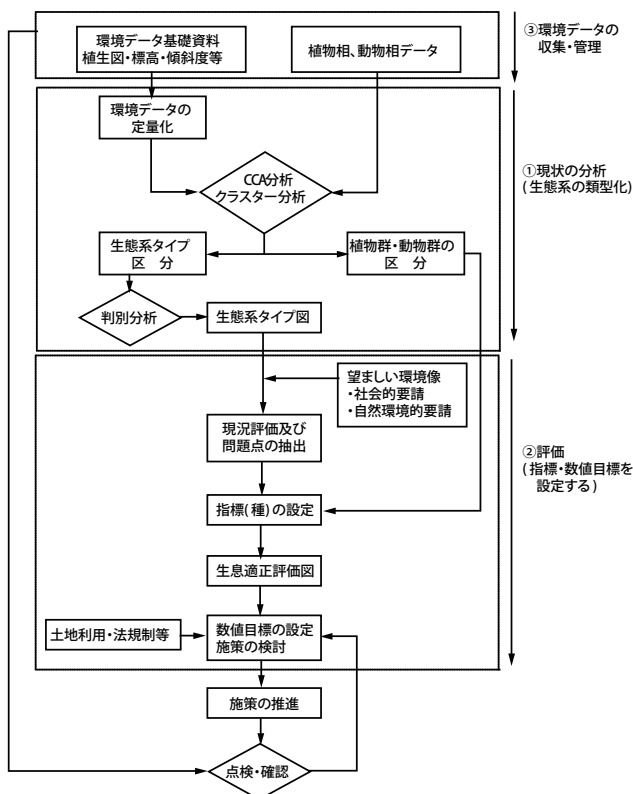 環境データ基礎資料
植生図・標高・傾斜度等
植物相、動物相データ
③環境データの
収集・管理
環境データの
定量化
CCA分析
クラスター分析
①現状の分析
(生態系の類型化)
生態系タイプ
区　分
植物群・動物群の
区　分
判別分析
生態系タイプ図
望ましい環境像
・社会的要請
・自然環境的要請
現況評価及び
問題点の抽出
②評価
(指標・数値目標を
設定する)
指標(種)の設定
生息適正評価図
土地利用・法規制等
数値目標の設定
施策の検討
施策の推進
点検・確認